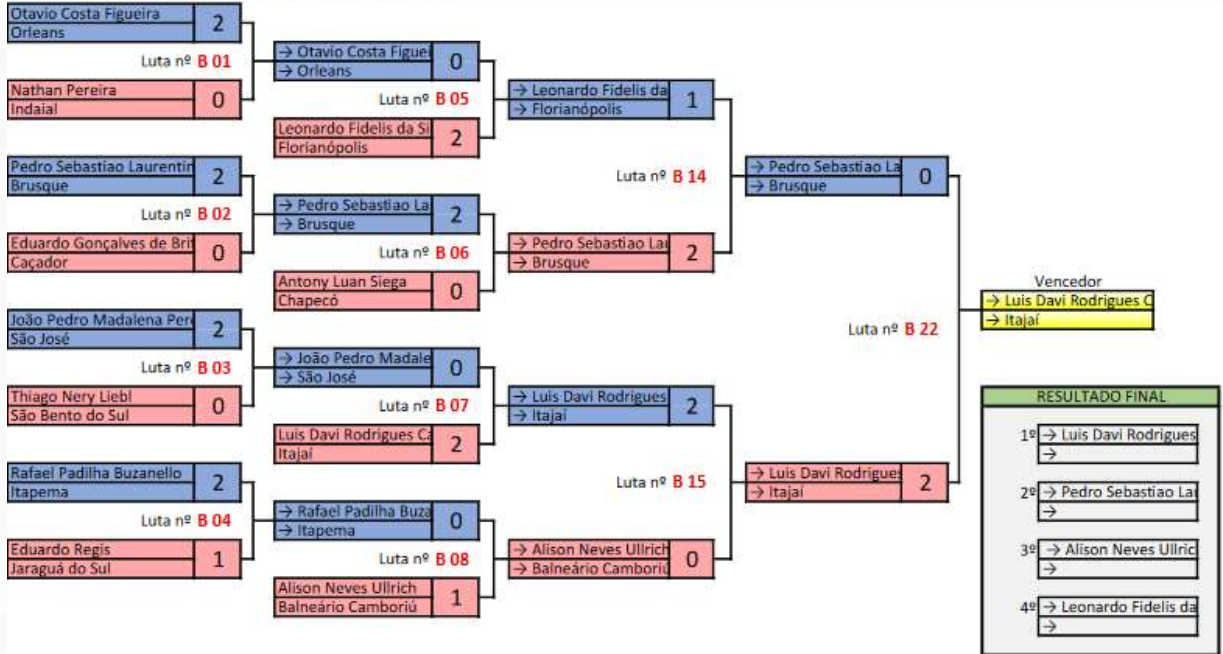 Otavio Costa Figueira
Orleans
2
Luta nº B 01
Nathan Pereira
Indaial
0
Pedro Sebastiao Laurentin
Brusque
2
Luta nº B 02
Eduardo Gonçalves de Brit
Caçador
0
João Pedro Madalena Pere
São José
2
Luta nº B 03
Thiago Nery Liebl
São Bento do Sul
0
Rafael Padilha Buzanello
Itapema
2
Luta nº B 04
Eduardo Regis
Jaraguá do Sul
1
→ Otavio Costa Figuei
→ Orleans
0
Luta nº B 05
Leonardo Fidelis da Si
Florianópolis
2
→ Pedro Sebastiao La
→ Brusque
2
Luta nº B 06
Antony Luan Siega
Chapecó
0
→ João Pedro Madale
→ São José
0
Luta nº B 07
Luis Davi Rodrigues Ca
Itajaí
2
→ Rafael Padilha Buza
→ Itapema
0
Luta nº B 08
Alison Neves Ullrich
Balneário Camboriú
1
→ Leonardo Fidelis da
→ Florianópolis
1
Luta nº B 14
→ Pedro Sebastiao Lau
→ Brusque
2
→ Luis Davi Rodrigues
→ Itajaí
2
Luta nº B 15
→ Alison Neves Ullrich
→ Balneário Camboriú
0
→ Pedro Sebastiao La
→ Brusque
0
Luta nº B 22
→ Luis Davi Rodrigues
→ Itajaí
2
Vencedor
→ Luis Davi Rodrigues C
→ Itajaí
RESULTADO FINAL
1º → Luis Davi Rodrigues
→
2º → Pedro Sebastiao Lau
→
3º → Alison Neves Ullric
→
4º → Leonardo Fidelis da
→